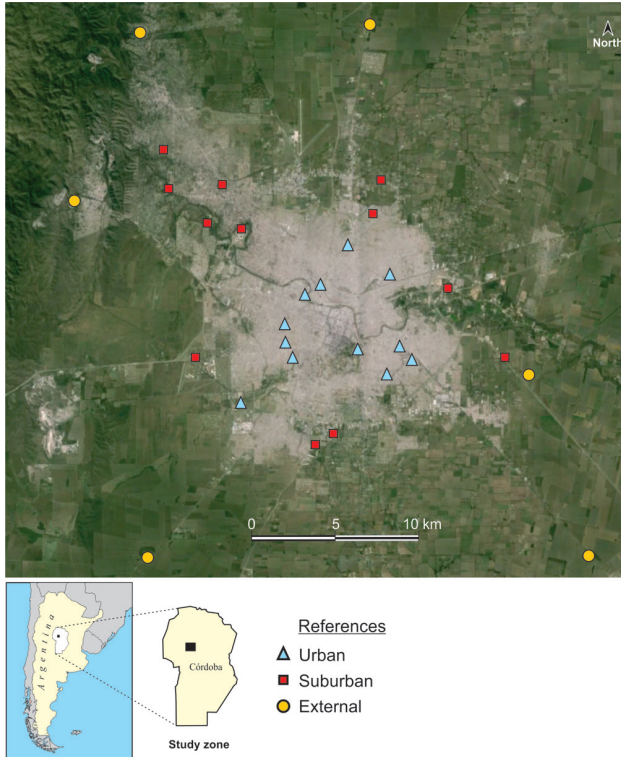 North
0 5 10 km
Argentina
Córdoba
Study zone
References
Urban
Suburban
External